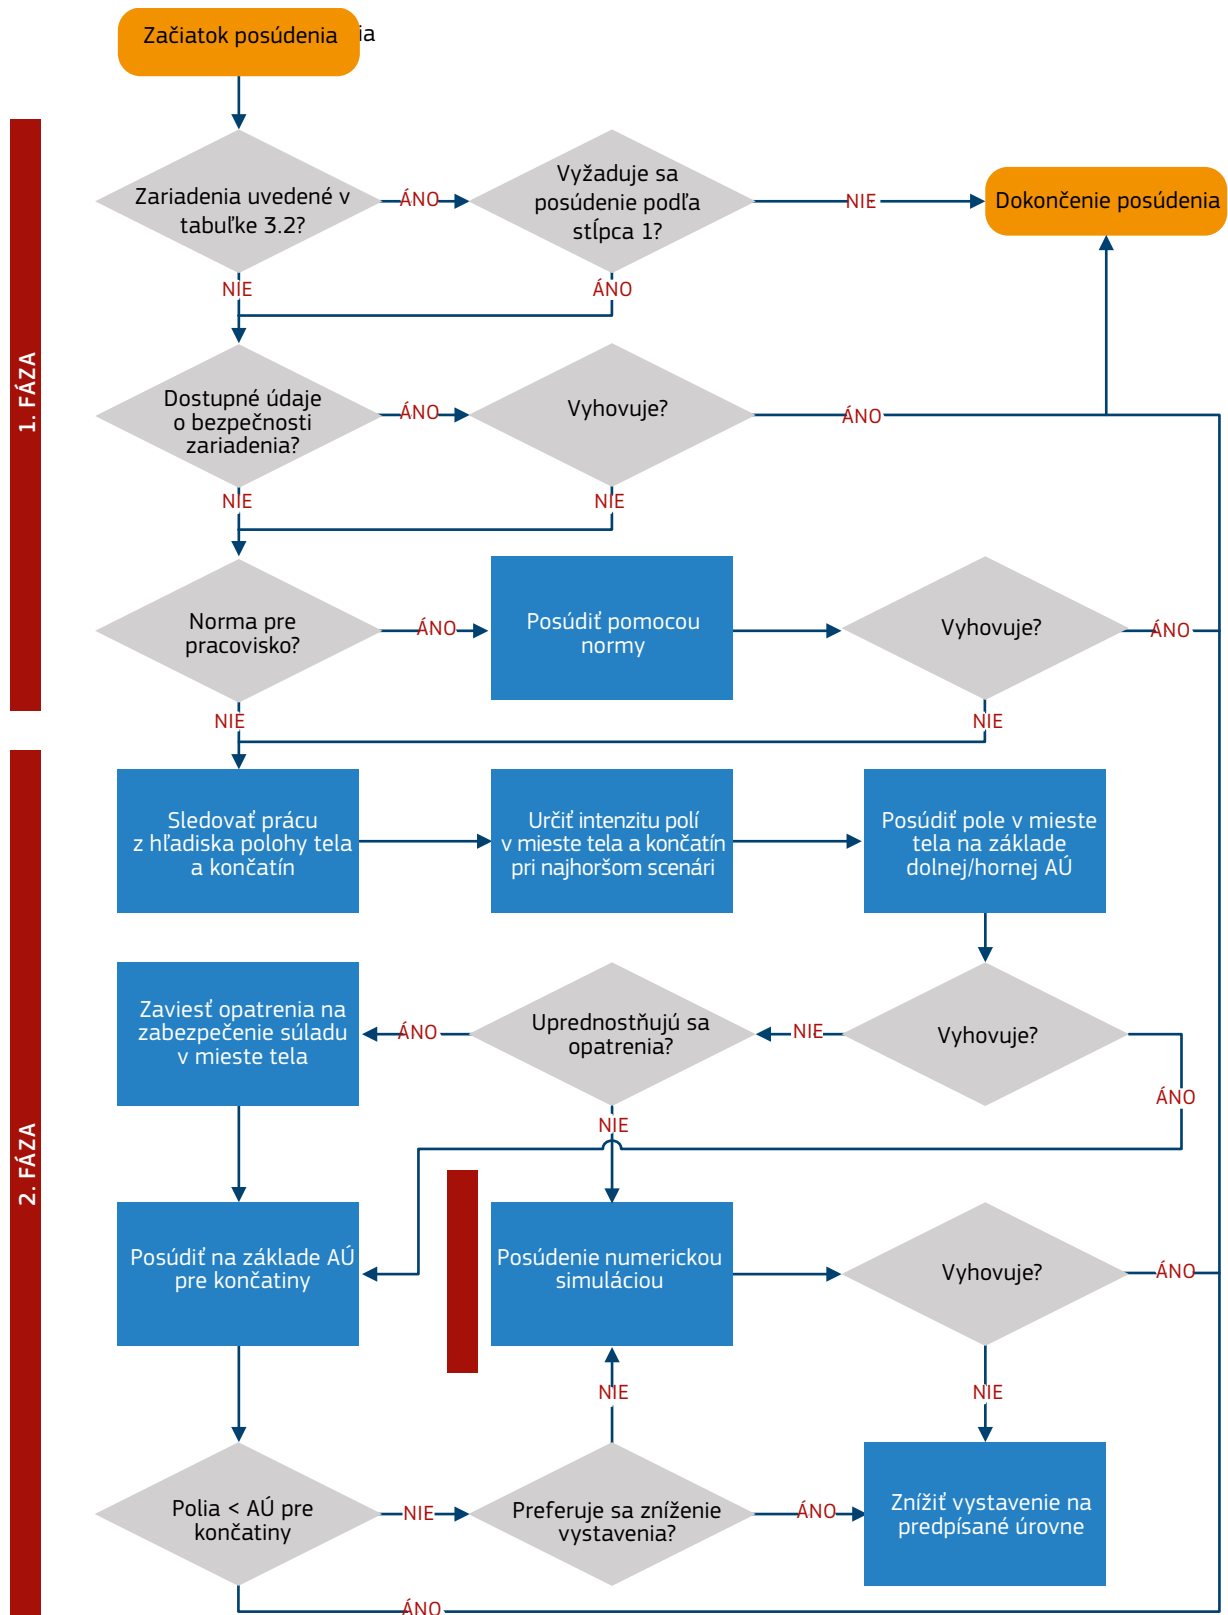 Začiatok posúdenia
ia
Zariadenia uvedené v
tabuľke 3.2?
ÁNO
Vyžaduje sa
posúdenie podľa
stĺpca 1?
NIE
Dokončenie posúdenia
NIE
ÁNO
1. FÁZA
Dostupné údaje
o bezpečnosti
zariadenia?
ÁNO
Vyhovuje?
ÁNO
NIE
NIE
Norma pre
pracovisko?
ÁNO
Posúdiť pomocou
normy
Vyhovuje?
ÁNO
NIE
NIE
2. FÁZA
Sledovať prácu
z hľadiska polohy tela
a končatín
Určiť intenzitu polí
v mieste tela a končatín
pri najhoršom scenári
Posúdiť pole v mieste
tela na základe
dolnej/hornej AÚ
Zaviesť opatrenia na
zabezpečenie súladu
v mieste tela
ÁNO
Uprednostňujú sa
opatrenia?
NIE
Vyhovuje?
ÁNO
NIE
Posúdiť na základe AÚ
pre končatiny
Posúdenie numerickou
simuláciou
Vyhovuje?
ÁNO
NIE
NIE
Polia < AÚ pre
končatiny
NIE
Preferuje sa zníženie
vystavenia?
ÁNO
Znížiť vystavenie na
predpísané úrovne
ÁNO